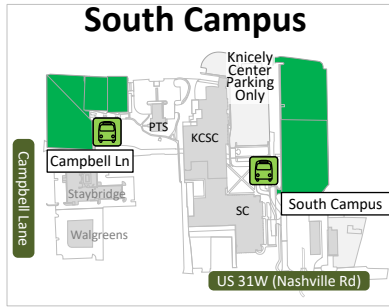 South Campus
Knicely
Center
Parking
Only
PTS
KCSC
Campbell Ln
Campbell Lane
Staybridge
SC
South Campus
Walgreens
US 31W (Nashville Rd)